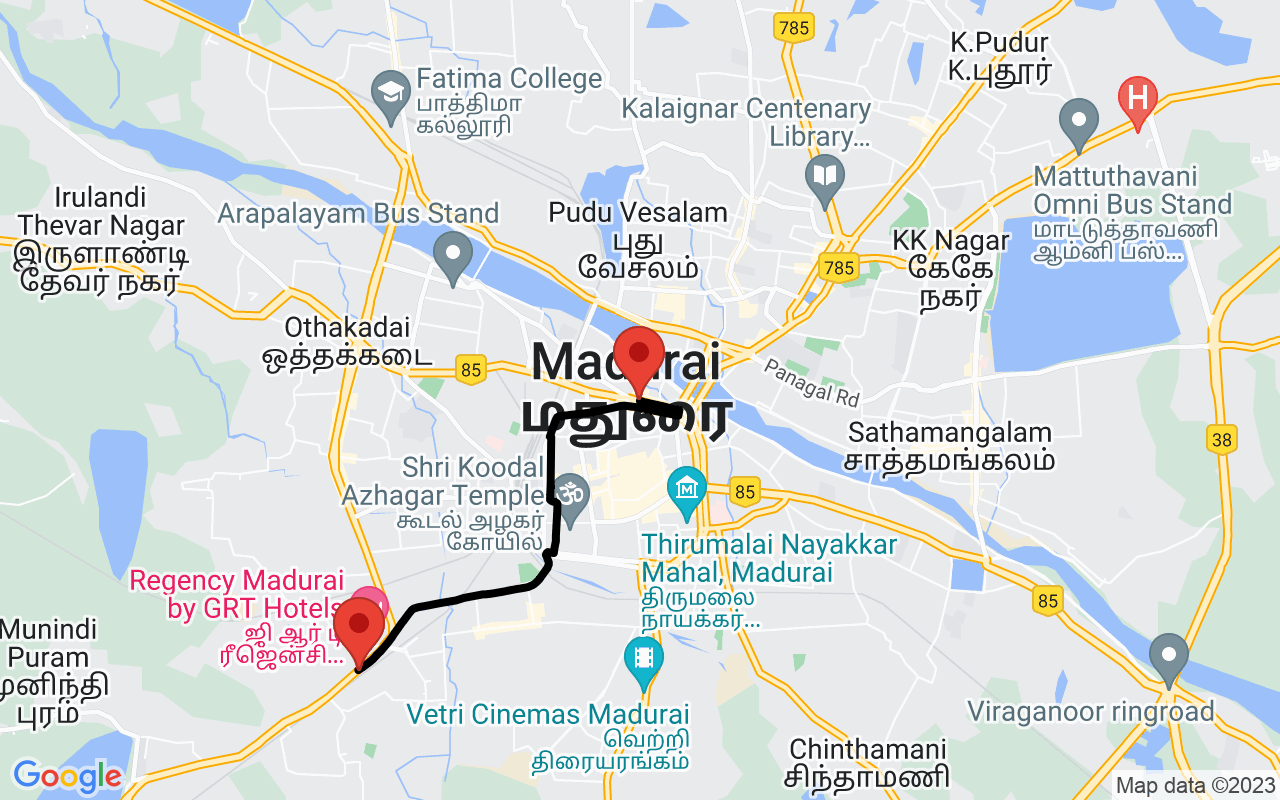 785
K.Pudur
K.புதூர்
Fatima College
பாத்திமா
கல்லூரி
Kalaignar Centenary
Library...
H
Mattuthavani
Omni Bus Stand
மாட்டுத்தாவணி
ஆம்னி பஸ்...
Irulandi
Thevar Nagar
இருளாண்டி
தேவர் நகர்
Arapalayam Bus Stand
Pudu Vesalam
புது
வேசலம்
KK Nagar
கேகே
நகர்
785
Othakadai
ஒத்தக்கடை
85
Madurai
மதுரை
Panagal Rd
Sathamangalam
சாத்தமங்கலம்
38
Shri Koodal
Azhagar Temple
கூடல் அழகர்
கோயில்
85
Thirumalai Nayakkar
Mahal, Madurai
திருமலை
நாயக்கர்...
Regency Madurai
by GRT Hotels
ஜி ஆர் டி
ரீஜென்சி...
85
Munindi
Puram
முனிந்தி
புரம்
Vetri Cinemas Madurai
வெற்றி
திரையரங்கம்
Viraganoor ringroad
Chinthamani
சிந்தாமணி
Google
Map data ©2023